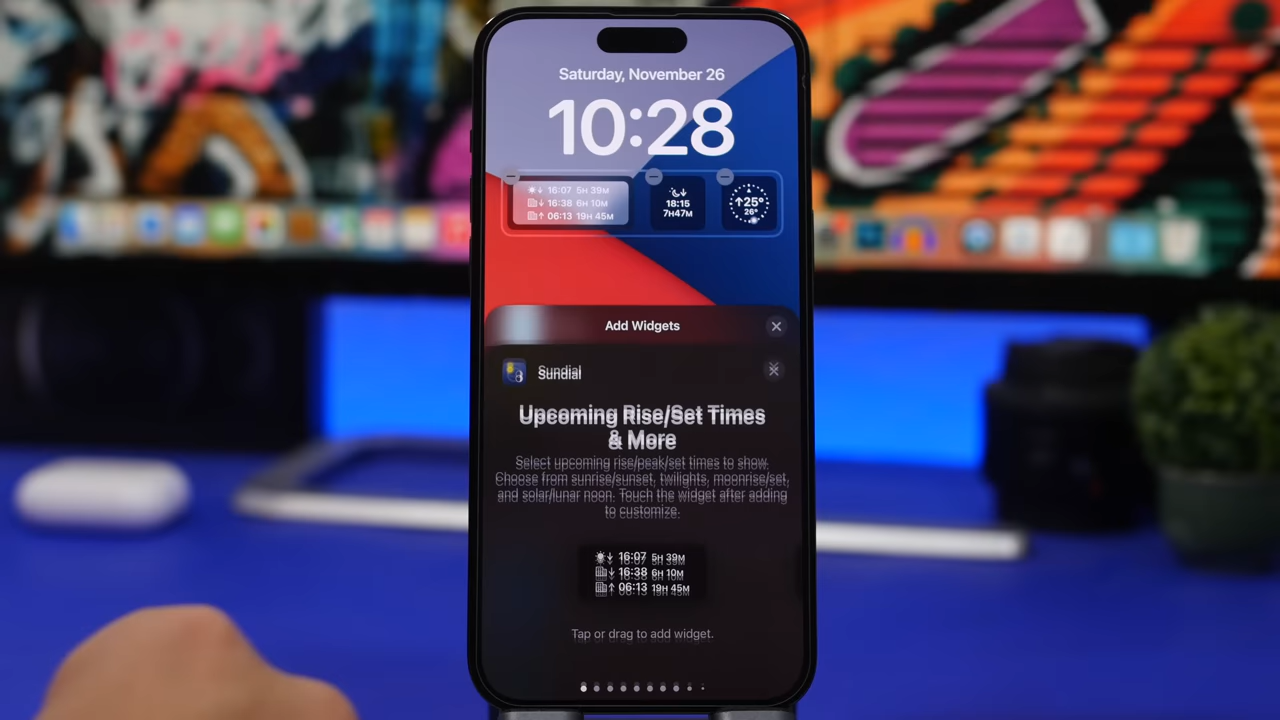 Saturday, November 26
10:28
16:07 5H 39M
16:38 6H 10M
06:13 19H 45M
18:15
7H47M
25°
26°
Add Widgets
Sundial
Upcoming Rise/Set Times
& More
Select upcoming rise/peak/set times to show.
Choose from sunrise/sunset, twilights, moonrise/set,
and solar/lunar noon. Touch the widget after adding
to customize.
16:07 5H 39M
16:38 6H 10M
06:13 19H 45M
Tap or drag to add widget.